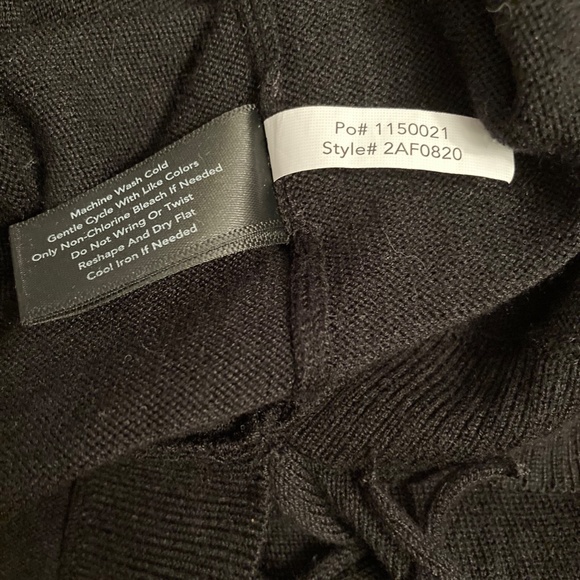 Machine Wash Cold
Gentle Cycle With Like Colors
Only Non-Chlorine Bleach If Needed
Do Not Wring Or Twist
Reshape And Dry Flat
Cool Iron If Needed
Po# 1150021
Style# 2AF0820